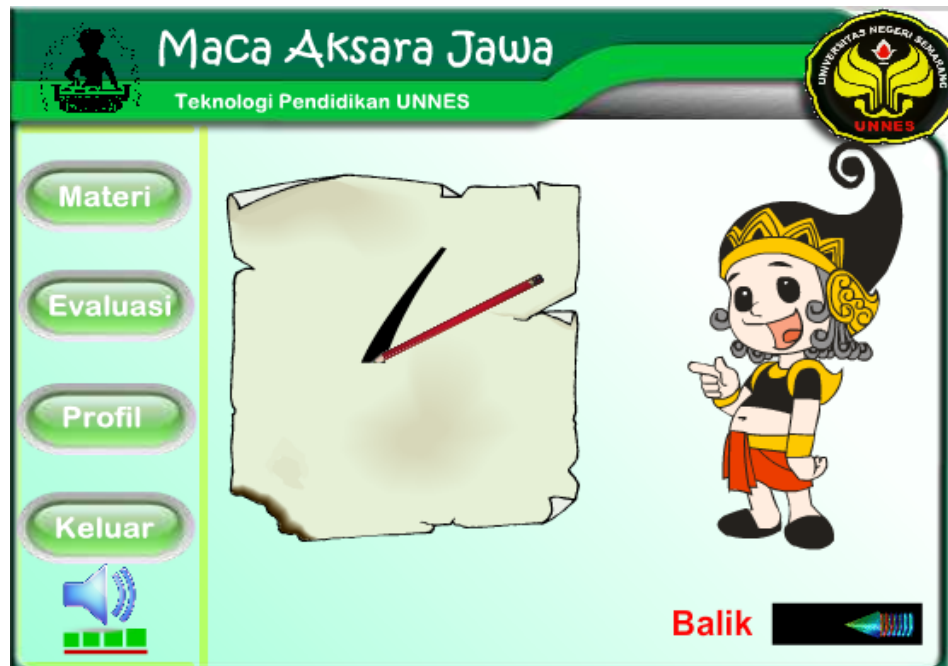 Maca Aksara Jawa
Teknologi Pendidikan UNNES
UNIVERSITAS NEGERI SEMARANG
UNNES
Materi
Evaluasi
Profil
Keluar
Balik